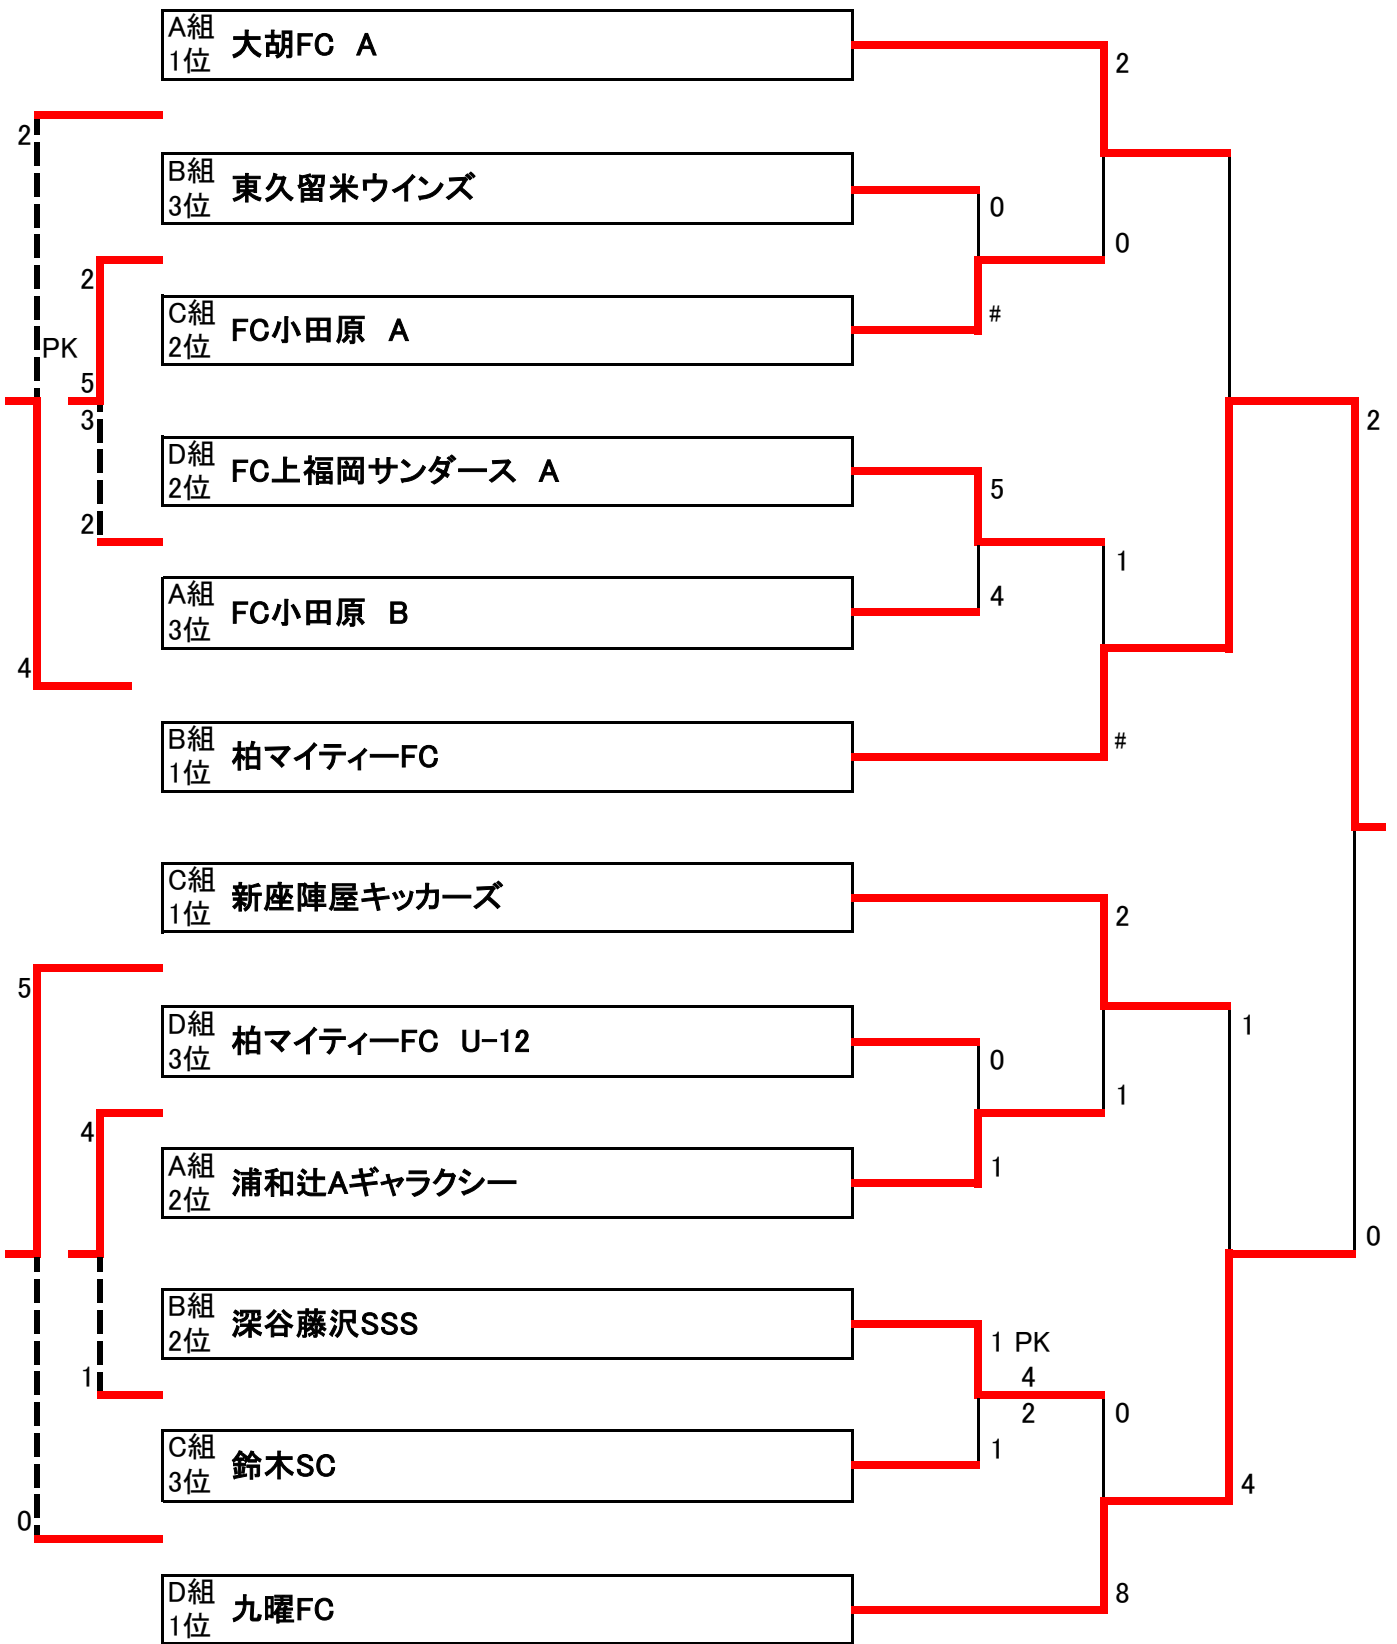 A組
1位
大胡FC A
2
2
B組
3位
東久留米ウインズ
0
0
2
C組
2位
FC小田原 A
#
PK
5
3
2
D組
2位
FC上福岡サンダース A
5
2
1
A組
3位
FC小田原 B
4
4
B組
1位
柏マイティーFC
#
C組
1位
新座陣屋キッカーズ
2
5
1
D組
3位
柏マイティーFC U-12
0
1
4
A組
2位
浦和辻Aギャラクシー
1
0
B組
2位
深谷藤沢SSS
1 PK
4
2
1
0
C組
3位
鈴木SC
1
4
0
D組
1位
九曜FC
8